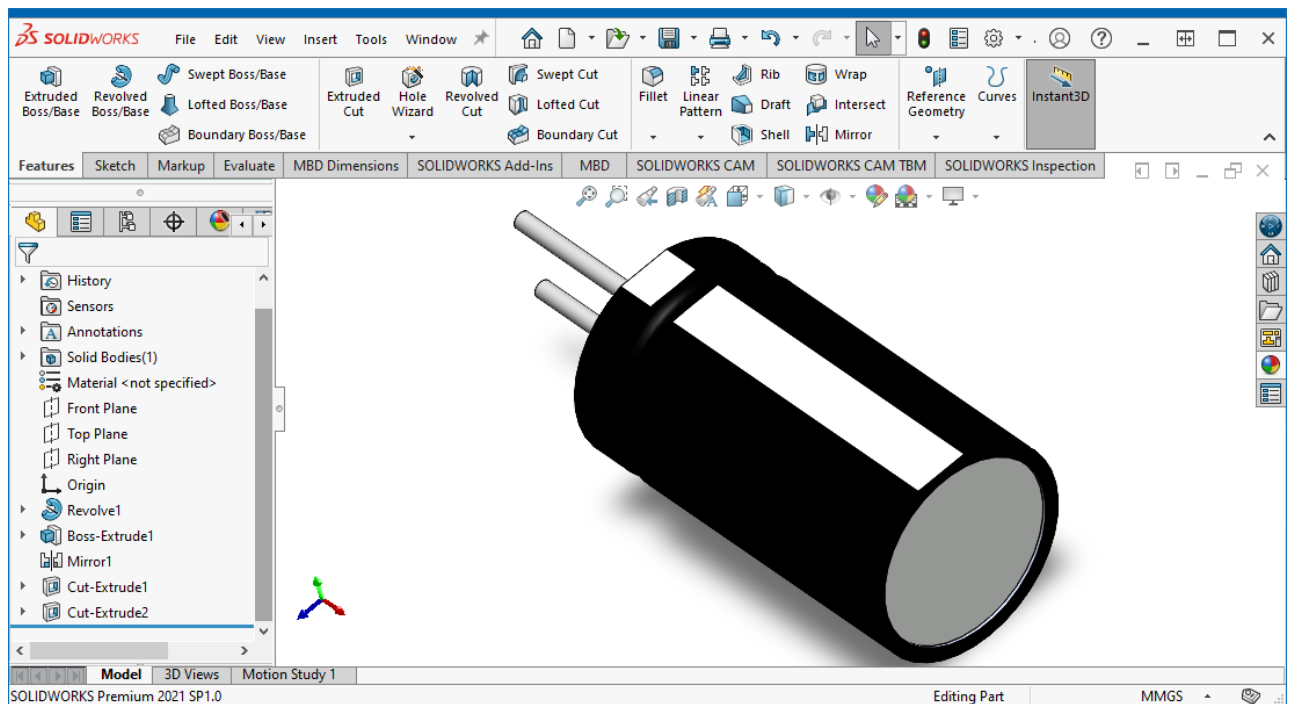 SOLIDWORKS File Edit View Insert Tools Window
Extruded Boss/Base
Revolved Boss/Base
Swept Boss/Base
Lofted Boss/Base
Boundary Boss/Base
Extruded Cut
Hole Wizard
Revolved Cut
Swept Cut
Lofted Cut
Boundary Cut
Fillet
Linear Pattern
Rib
Draft
Shell
Wrap
Intersect
Mirror
Reference Geometry
Curves
Instant3D
Features Sketch Markup Evaluate MBD Dimensions SOLIDWORKS Add-Ins MBD SOLIDWORKS CAM SOLIDWORKS CAM TBM SOLIDWORKS Inspection
History
Sensors
Annotations
Solid Bodies(1)
Material <not specified>
Front Plane
Top Plane
Right Plane
Origin
Revolve1
Boss-Extrude1
Mirror1
Cut-Extrude1
Cut-Extrude2
Model 3D Views Motion Study 1
SOLIDWORKS Premium 2021 SP1.0 Editing Part MMGS